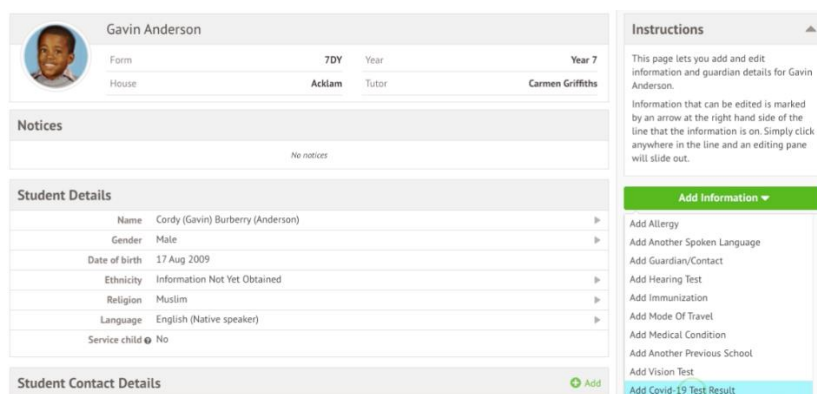 Gavin Anderson
Form 7DY Year Year 7
House Acklam Tutor Carmen Griffiths
Notices
No notices
Student Details
Name Cordy (Gavin) Burberry (Anderson)
Gender Male
Date of birth 17 Aug 2009
Ethnicity Information Not Yet Obtained
Religion Muslim
Language English (Native speaker)
Service child No
Student Contact Details Add
Instructions
This page lets you add and edit
information and guardian details for Gavin
Anderson.
Information that can be edited is marked
by an arrow at the right hand side of the
line that the information is on. Simply click
anywhere in the line and an editing pane
will slide out.
Add Information
Add Allergy
Add Another Spoken Language
Add Guardian/Contact
Add Hearing Test
Add Immunization
Add Mode Of Travel
Add Medical Condition
Add Another Previous School
Add Vision Test
Add Covid-19 Test Result